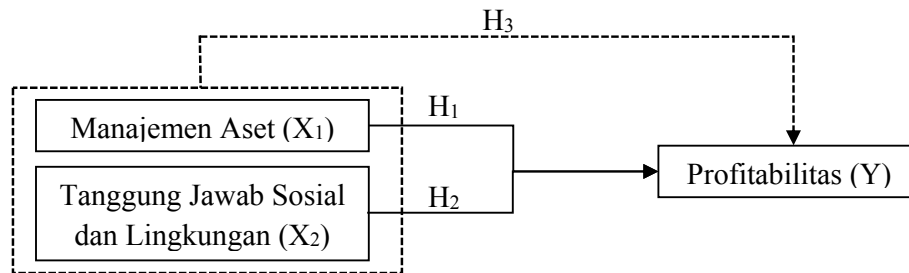 H₃
Manajemen Aset (X₁)
H₁
Tanggung Jawab Sosial
dan Lingkungan (X₂)
H₂
Profitabilitas (Y)